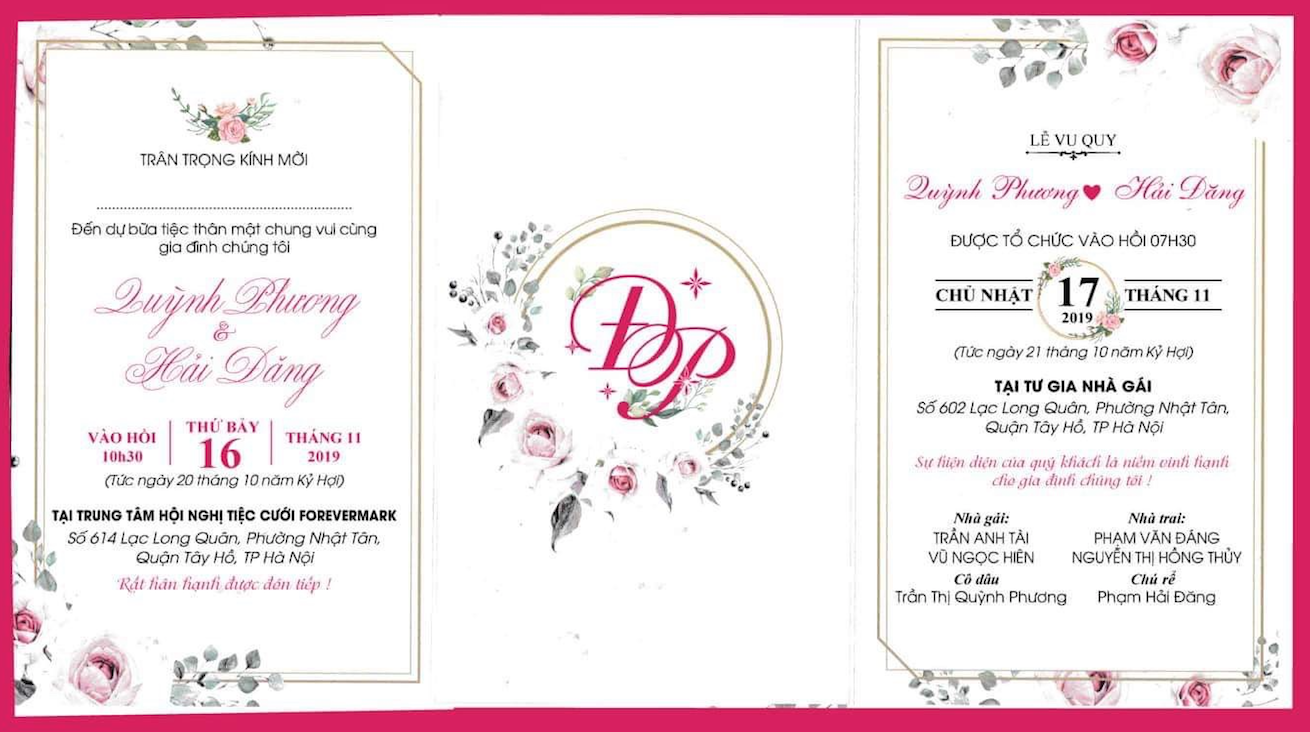 TRÂN TRỌNG KÍNH MỜI
......................................................
Đến dự bữa tiệc thân mật chung vui cùng
gia đình chúng tôi
Quỳnh Phương
&
Hải Đăng
VÀO HỒI
10h30
THỨ BẢY
16
THÁNG 11
2019
(Tức ngày 20 tháng 10 năm Kỷ Hợi)
TẠI TRUNG TÂM HỘI NGHỊ TIỆC CƯỚI FOREVERMARK
Số 614 Lạc Long Quân, Phường Nhật Tân,
Quận Tây Hồ, TP Hà Nội
Rất hân hạnh được đón tiếp !
ĐP
LỄ VU QUY
Quỳnh Phương ♥ Hải Đăng
ĐƯỢC TỔ CHỨC VÀO HỒI 07H30
CHỦ NHẬT
17
2019
THÁNG 11
(Tức ngày 21 tháng 10 năm Kỷ Hợi)
TẠI TƯ GIA NHÀ GÁI
Số 602 Lạc Long Quân, Phường Nhật Tân,
Quận Tây Hồ, TP Hà Nội
Sự hiện diện của quý khách là niềm vinh hạnh
cho gia đình chúng tôi !
Nhà gái:
TRẦN ANH TÀI
VŨ NGỌC HIÊN
Cô dâu
Trần Thị Quỳnh Phương
Nhà trai:
PHẠM VĂN ĐÁNG
NGUYỄN THỊ HỒNG THỦY
Chú rể
Phạm Hải Đăng